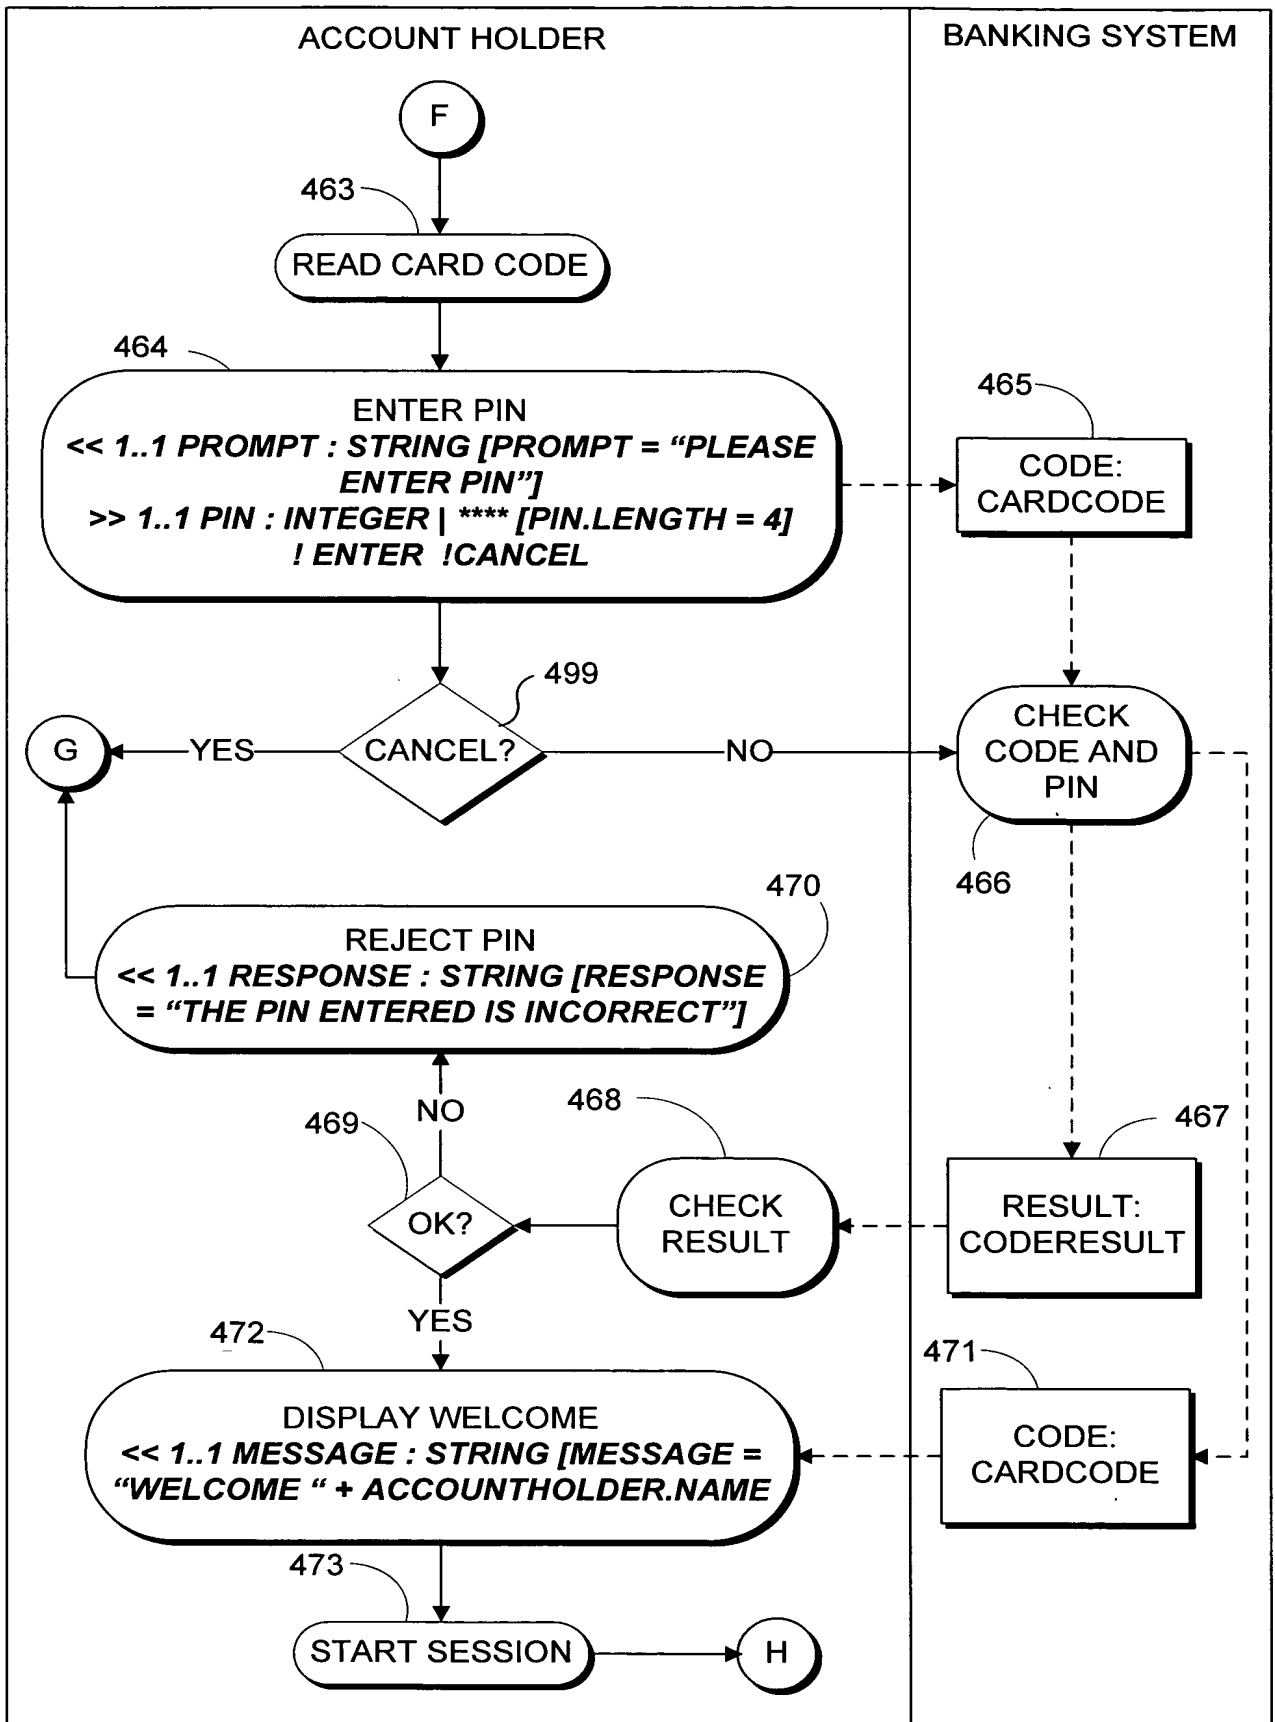 ACCOUNT HOLDER
BANKING SYSTEM
F
463
READ CARD CODE
464
ENTER PIN
<< 1..1 PROMPT : STRING [PROMPT = “PLEASE
ENTER PIN”]
>> 1..1 PIN : INTEGER | **** [PIN.LENGTH = 4]
! ENTER !CANCEL
465
CODE:
CARDCODE
499
G
YES
CANCEL?
NO
CHECK
CODE AND
PIN
466
470
REJECT PIN
<< 1..1 RESPONSE : STRING [RESPONSE
= “THE PIN ENTERED IS INCORRECT”]
NO
468
469
467
OK?
CHECK
RESULT
RESULT:
CODERESULT
YES
472
471
DISPLAY WELCOME
<< 1..1 MESSAGE : STRING [MESSAGE =
“WELCOME “ + ACCOUNTHOLDER.NAME
CODE:
CARDCODE
473
START SESSION
H